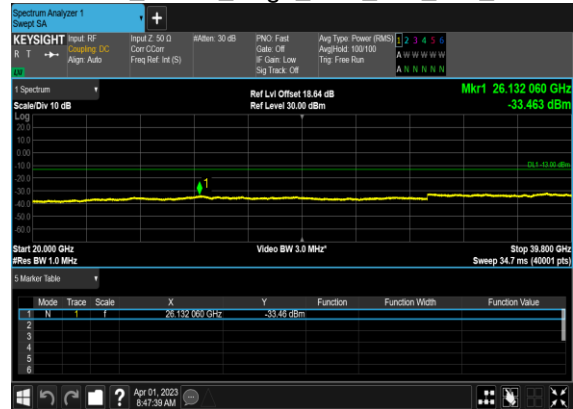 Spectrum Analyzer 1
Swept SA
+
KEYSIGHT Input: RF Input Z: 50 Ω #Atten: 30 dB PNO: Fast Avg Type: Power (RMS) 1 2 3 4 5 6
R T Coupling: DC Corr CCorr Gate: Off Avg|Hold: 100/100 A W W W W W
Align: Auto Freq Ref: Int (S) IF Gain: Low Trig: Free Run
LW Sig Track: Off A N N N N N
1 Spectrum Ref Lvl Offset 18.64 dB Mkr1 26.132 060 GHz
Scale/Div 10 dB Ref Level 30.00 dBm -33.463 dBm
Log
20.0
10.0
0.00
-10.0 DL1 -13.00 dBm
-20.0
-30.0 1
-40.0
-50.0
-60.0
Start 20.000 GHz Video BW 3.0 MHz* Stop 39.800 GHz
#Res BW 1.0 MHz Sweep 34.7 ms (40001 pts)
5 Marker Table
Mode Trace Scale X Y Function Function Width Function Value
1 N 1 f 26.132 060 GHz -33.46 dBm
2
3
4
5
6
? Apr 01, 2023
8:47:39 AM